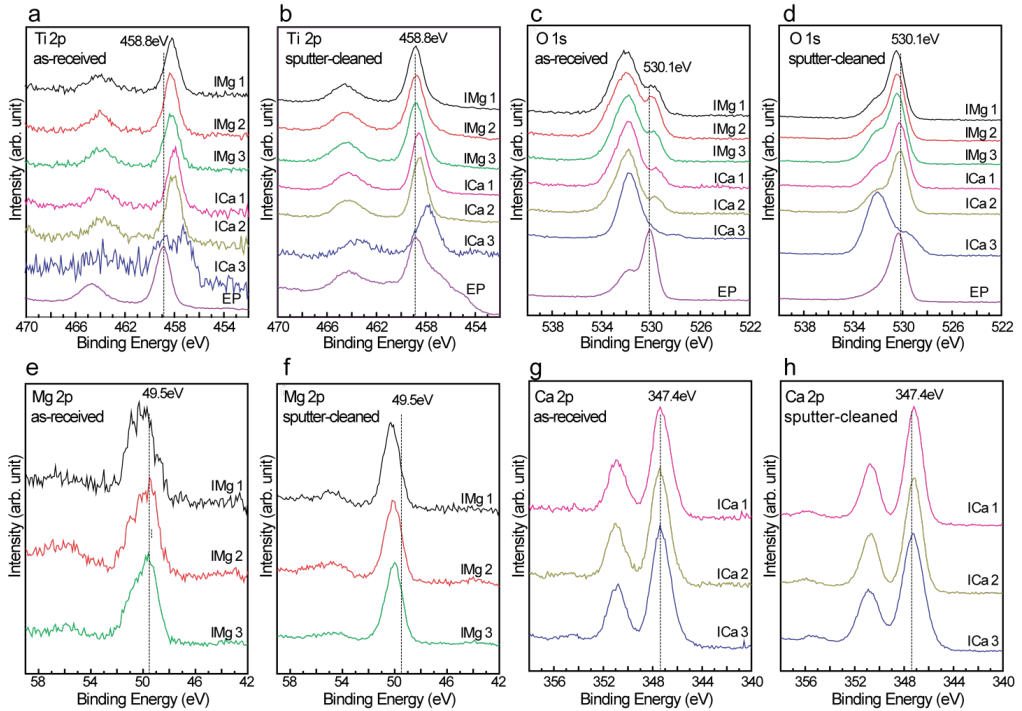 a
Ti 2p
458.8eV
as-received
IMg 1
IMg 2
IMg 3
ICa 1
ICa 2
ICa 3
EP
Intensity (arb. unit)
470 466 462 458 454
Binding Energy (eV)
b
Ti 2p
458.8eV
sputter-cleaned
IMg 1
IMg 2
IMg 3
ICa 1
ICa 2
ICa 3
EP
Intensity (arb. unit)
470 466 462 458 454
Binding Energy (eV)
c
O 1s
as-received
530.1eV
IMg 1
IMg 2
IMg 3
ICa 1
ICa 2
ICa 3
EP
Intensity (arb. unit)
538 534 530 526 522
Binding Energy (eV)
d
O 1s
530.1eV
sputter-cleaned
IMg 1
IMg 2
IMg 3
ICa 1
ICa 2
ICa 3
EP
Intensity (arb. unit)
538 534 530 526 522
Binding Energy (eV)
e
Mg 2p
49.5eV
as-received
IMg 1
IMg 2
IMg 3
Intensity (arb. unit)
58 54 50 46 42
Binding Energy (eV)
f
Mg 2p
49.5eV
sputter-cleaned
IMg 1
IMg 2
IMg 3
Intensity (arb. unit)
58 54 50 46 42
Binding Energy (eV)
g
Ca 2p
347.4eV
as-received
ICa 1
ICa 2
ICa 3
Intensity (arb. unit)
356 352 348 344 340
Binding Energy (eV)
h
Ca 2p
347.4eV
sputter-cleaned
ICa 1
ICa 2
ICa 3
Intensity (arb. unit)
356 352 348 344 340
Binding Energy (eV)